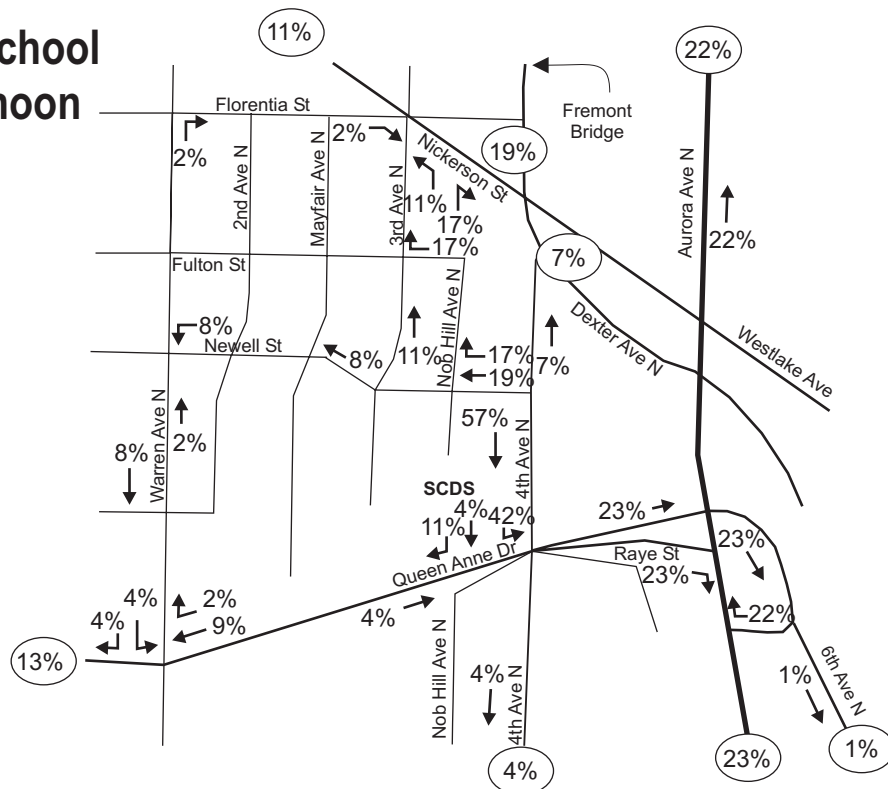 chool
noon
11%
22%
Florentia St
Fremont
Bridge
2%
2%
19%
Nickerson St
2nd Ave N
Mayfair Ave N
3rd Ave N
11%
17%
17%
Aurora Ave N
22%
Fulton St
7%
Nob Hill Ave N
Dexter Ave N
Westlake Ave
8%
Newell St
8%
11%
17%
7%
19%
Warren Ave N
2%
8%
57%
4th Ave N
SCDS
4%
11%
42%
23%
23%
Queen Anne Dr
Raye St
23%
22%
4%
4%
2%
9%
4%
13%
Nob Hill Ave N
4%
4th Ave N
6th Ave N
1%
4%
23%
1%